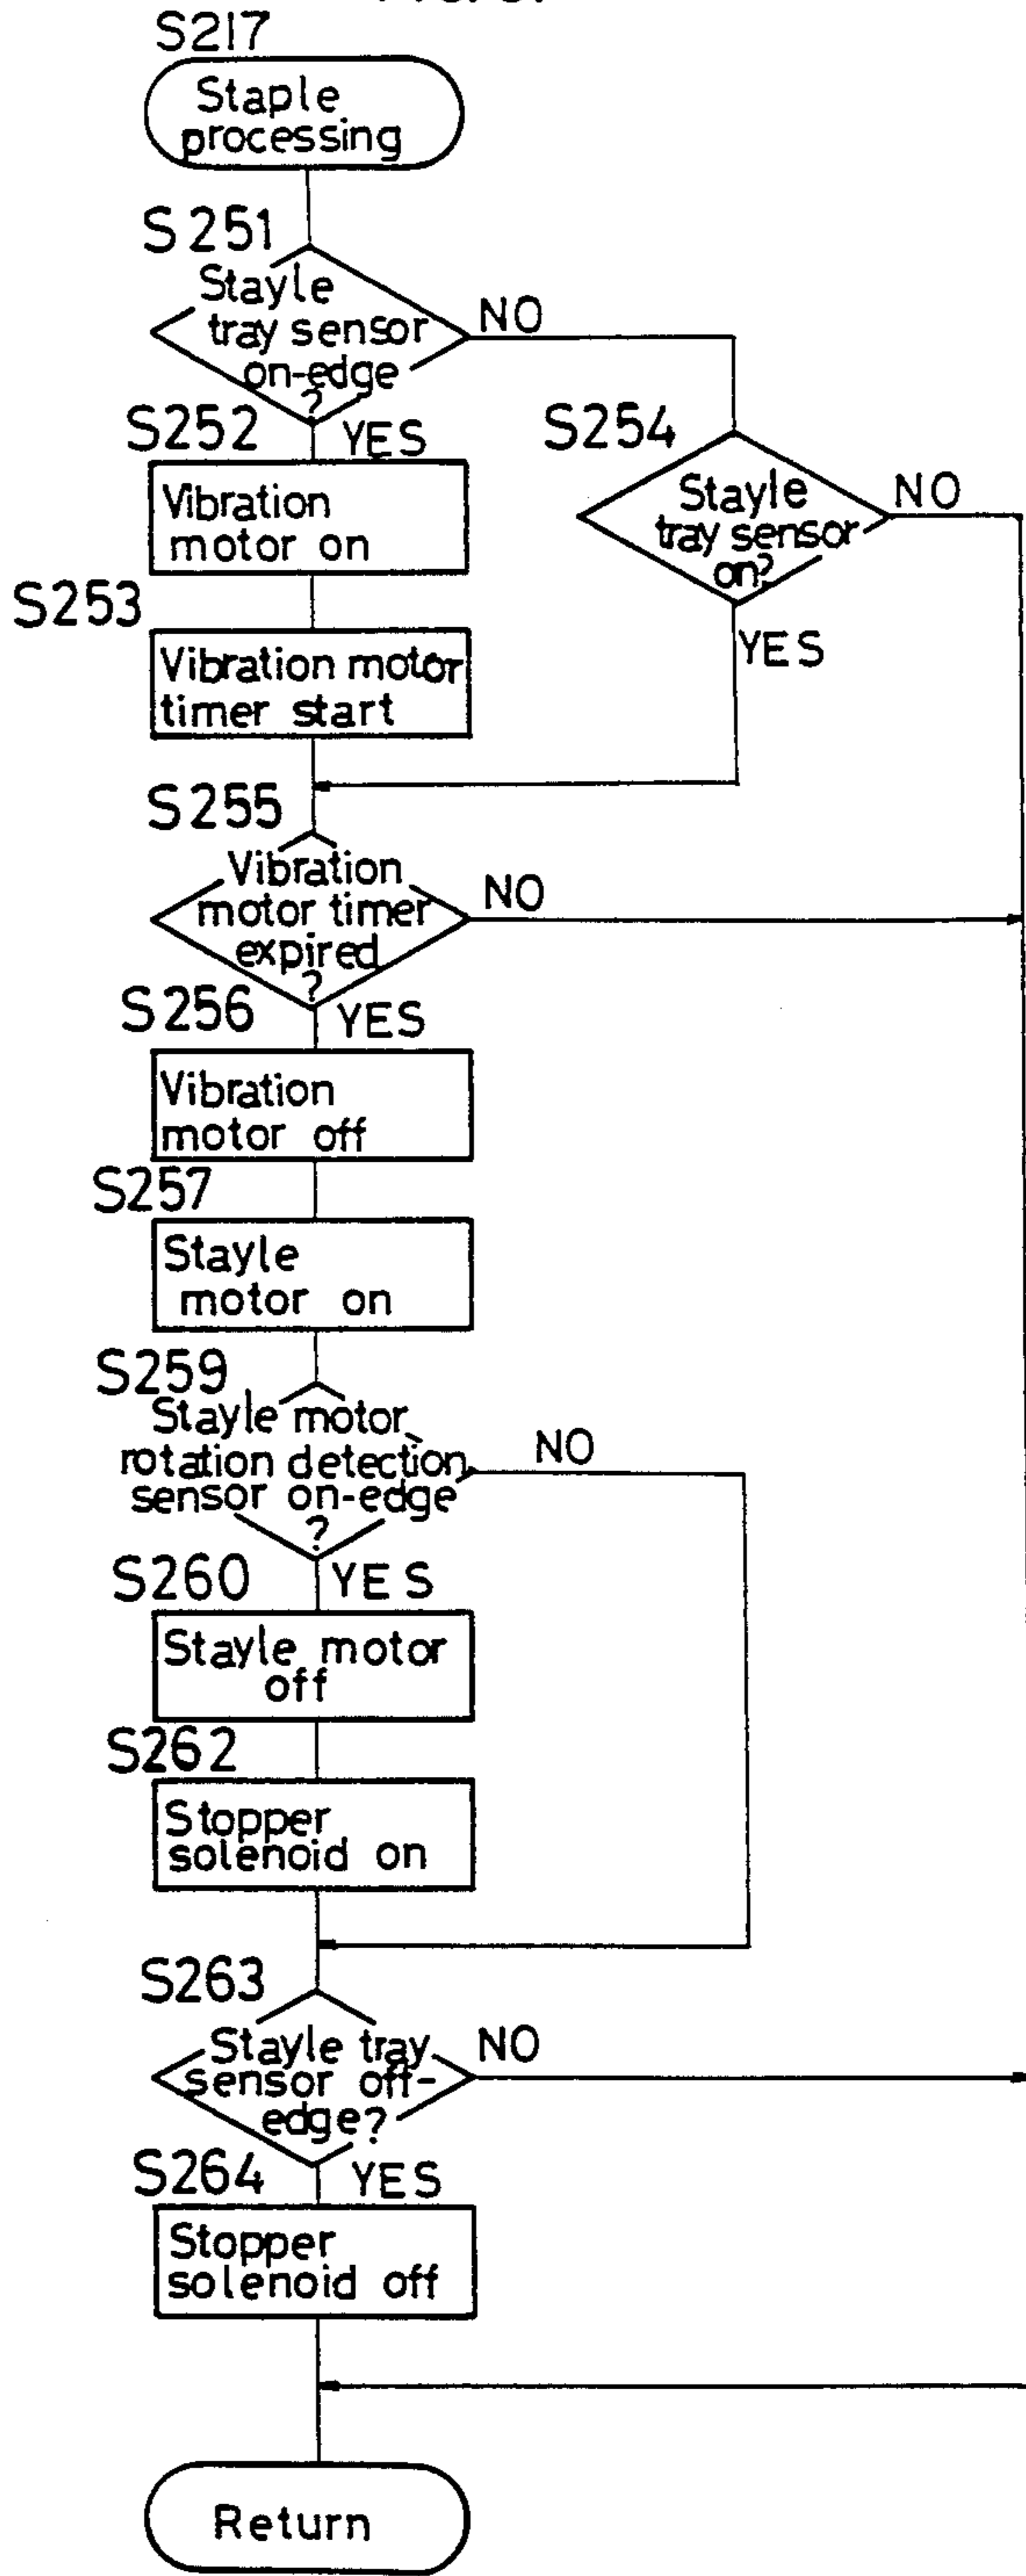 S217
Staple
processing
S251
Stayle
tray sensor
on-edge
?
NO
YES
S252
Vibration
motor on
S254
Stayle
tray sensor
on?
NO
YES
S253
Vibration motor
timer start
S255
Vibration
motor timer
expired
?
NO
YES
S256
Vibration
motor off
S257
Stayle
motor on
S259
Stayle motor
rotation detection
sensor on-edge
?
NO
YES
S260
Stayle motor
off
S262
Stopper
solenoid on
S263
Stayle tray
sensor off-
edge?
NO
YES
S264
Stopper
solenoid off
Return